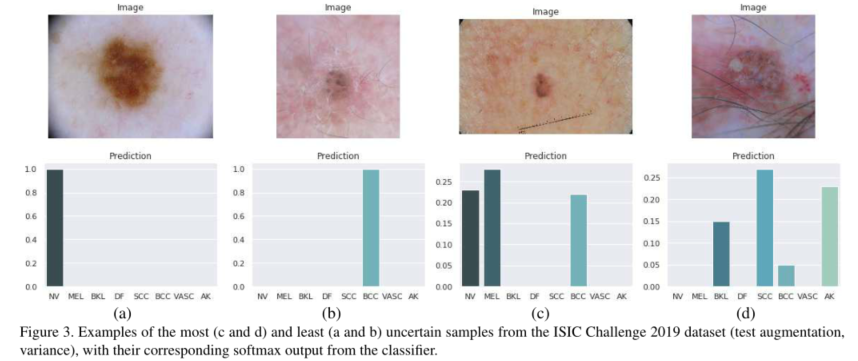 Image Image Image Image
Prediction Prediction Prediction Prediction
1.0 1.0
0.8 0.8 0.25 0.25
0.6 0.6 0.20 0.20
0.15 0.15
0.4 0.4 0.10 0.10
0.2 0.2 0.05 0.05
0.0 0.0 0.00 0.00
NV MEL BKL DF SCC BCC VASC AK NV MEL BKL DF SCC BCC VASC AK NV MEL BKL DF SCC BCC VASC AK NV MEL BKL DF SCC BCC VASC AK
(a) (b) (c) (d)
Figure 3. Examples of the most (c and d) and least (a and b) uncertain samples from the ISIC Challenge 2019 dataset (test augmentation,
variance), with their corresponding softmax output from the classifier.